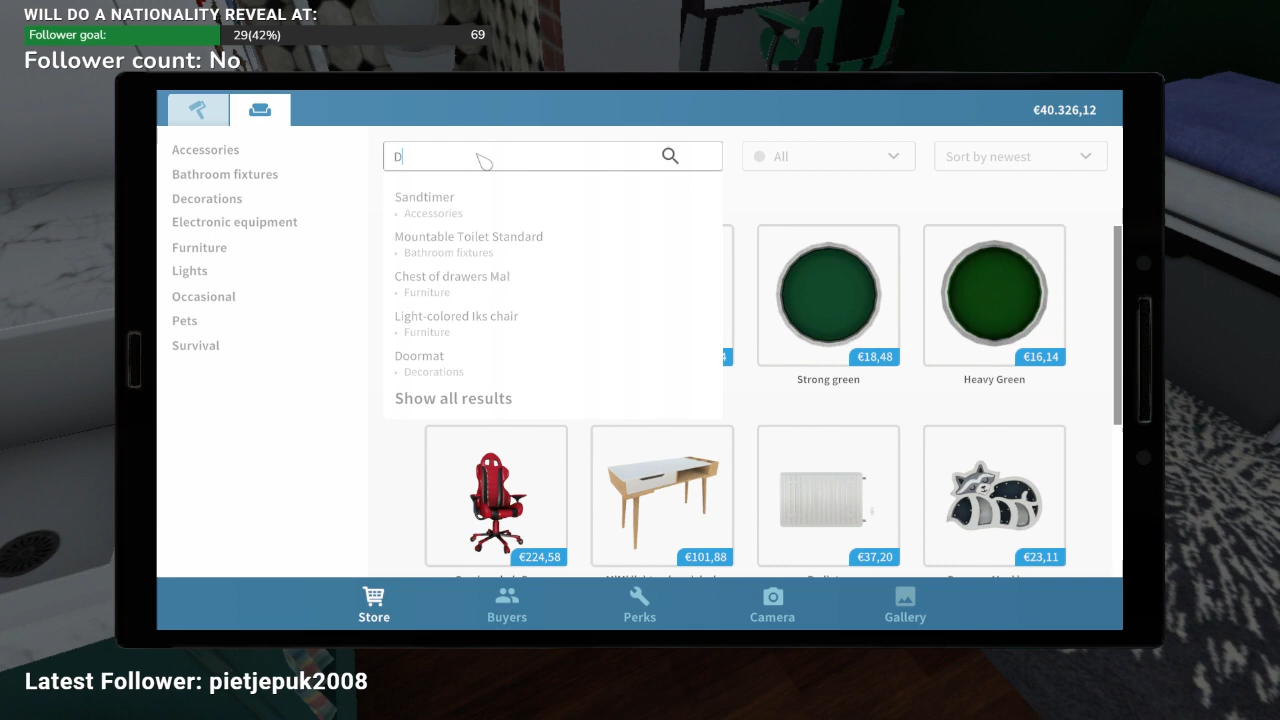 WILL DO A NATIONALITY REVEAL AT:
Follower goal: 29(42%) 69
Follower count: No
€40.326,12
Accessories
Bathroom fixtures
Decorations
Electronic equipment
Furniture
Lights
Occasional
Pets
Survival
D
All
Sort by newest
Sandtimer
• Accessories
Mountable Toilet Standard
• Bathroom fixtures
Chest of drawers Mal
• Furniture
Light-colored Iks chair
• Furniture
Doormat
• Decorations
Show all results
4
€18,48
€16,14
Strong green
Heavy Green
€224,58
€101,88
€37,20
€23,11
Store
Buyers
Perks
Camera
Gallery
Latest Follower: pietjepuk2008